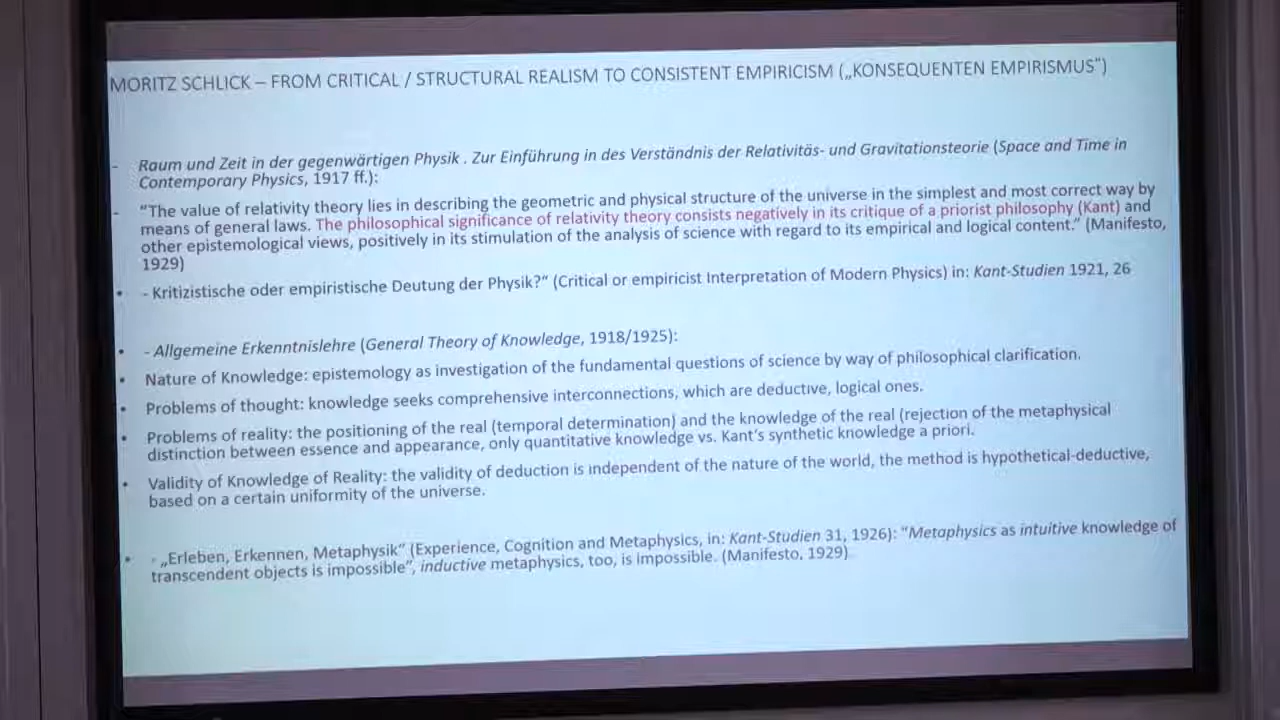 MORITZ SCHLICK – FROM CRITICAL / STRUCTURAL REALISM TO CONSISTENT EMPIRICISM („KONSEQUENTEN EMPIRISMUS")
- Raum und Zeit in der gegenwärtigen Physik . Zur Einführung in des Verständnis der Relativitäs- und Gravitationsteorie (Space and Time in
Contemporary Physics, 1917 ff.):
- "The value of relativity theory lies in describing the geometric and physical structure of the universe in the simplest and most correct way by
means of general laws. The philosophical significance of relativity theory consists negatively in its critique of a priorist philosophy (Kant) and
other epistemological views, positively in its stimulation of the analysis of science with regard to its empirical and logical content." (Manifesto,
1929)
• - Kritizistische oder empiristische Deutung der Physik?" (Critical or empiricist Interpretation of Modern Physics) in: Kant-Studien 1921, 26
• - Allgemeine Erkenntnislehre (General Theory of Knowledge, 1918/1925):
• Nature of Knowledge: epistemology as investigation of the fundamental questions of science by way of philosophical clarification.
• Problems of thought: knowledge seeks comprehensive interconnections, which are deductive, logical ones.
• Problems of reality: the positioning of the real (temporal determination) and the knowledge of the real (rejection of the metaphysical
distinction between essence and appearance, only quantitative knowledge vs. Kant's synthetic knowledge a priori.
• Validity of Knowledge of Reality: the validity of deduction is independent of the nature of the world, the method is hypothetical-deductive,
based on a certain uniformity of the universe.
• - „Erleben, Erkennen, Metaphysik" (Experience, Cognition and Metaphysics, in: Kant-Studien 31, 1926): "Metaphysics as intuitive knowledge of
transcendent objects is impossible", inductive metaphysics, too, is impossible. (Manifesto, 1929)